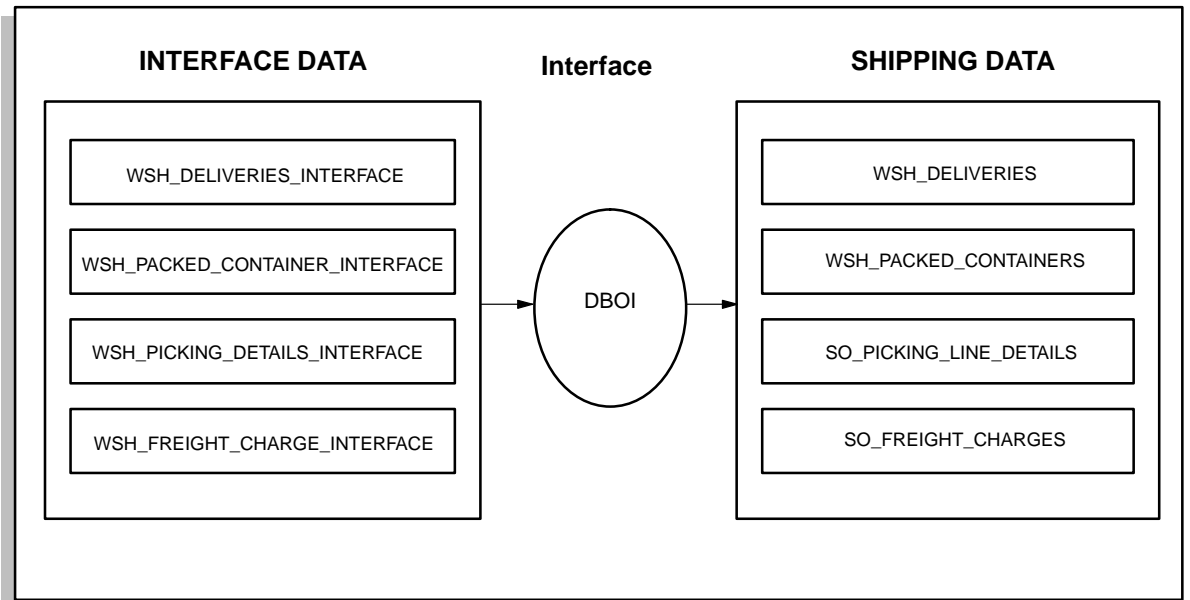 INTERFACE DATA
Interface
SHIPPING DATA
WSH_DELIVERIES_INTERFACE
WSH_PACKED_CONTAINER_INTERFACE
WSH_PICKING_DETAILS_INTERFACE
WSH_FREIGHT_CHARGE_INTERFACE
DBOI
WSH_DELIVERIES
WSH_PACKED_CONTAINERS
SO_PICKING_LINE_DETAILS
SO_FREIGHT_CHARGES